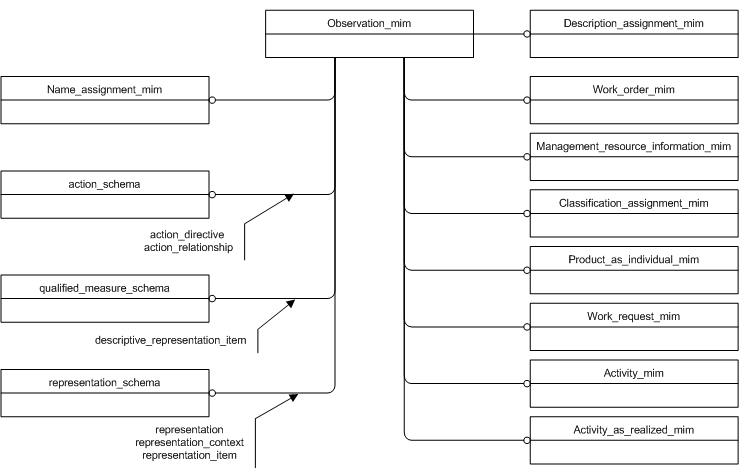 Observation_mim
Description_assignment_mim
Name_assignment_mim
Work_order_mim
Management_resource_information_mim
action_schema
action_directive
action_relationship
Classification_assignment_mim
Product_as_individual_mim
qualified_measure_schema
descriptive_representation_item
Work_request_mim
Activity_mim
representation_schema
representation
representation_context
representation_item
Activity_as_realized_mim